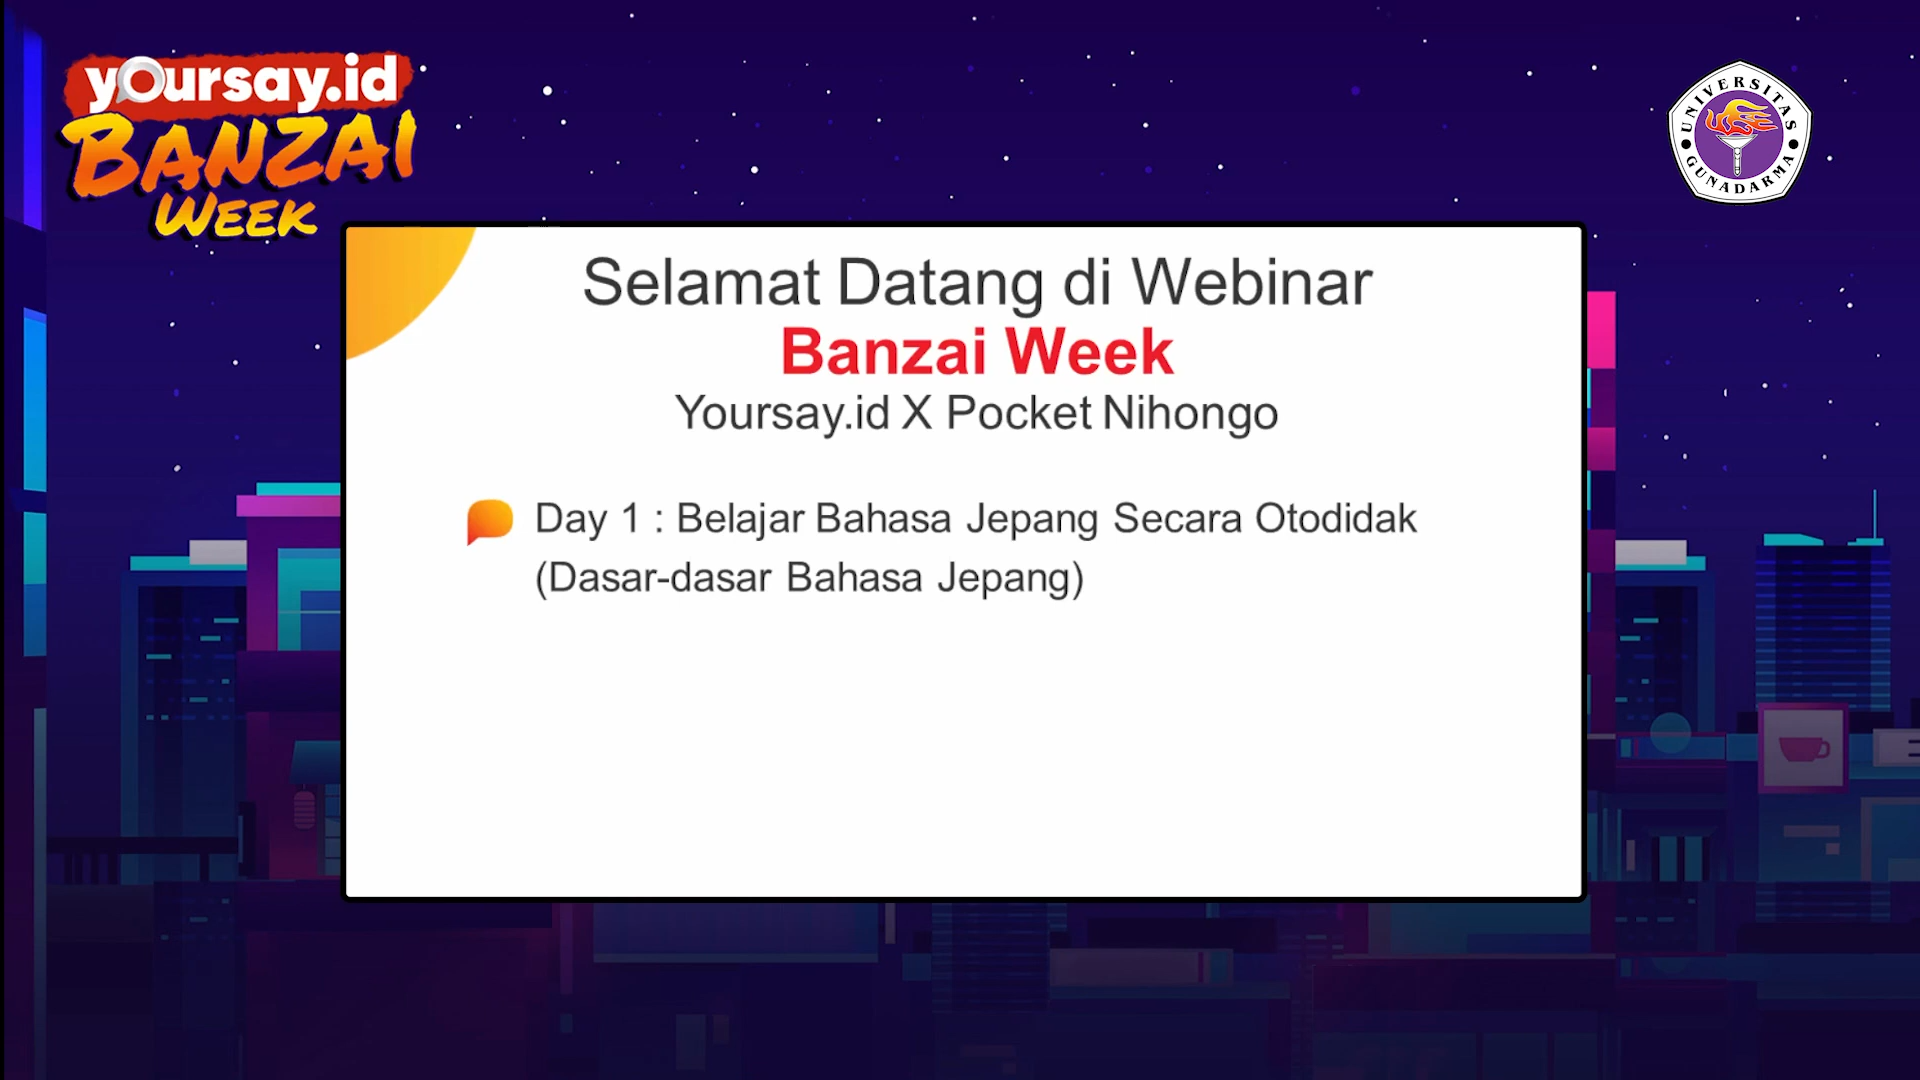 yoursay.id
BANZAI
WEEK
UNIVERSITAS
GUNADARMA
Selamat Datang di Webinar
Banzai Week
Yoursay.id X Pocket Nihongo
Day 1 : Belajar Bahasa Jepang Secara Otodidak
(Dasar-dasar Bahasa Jepang)